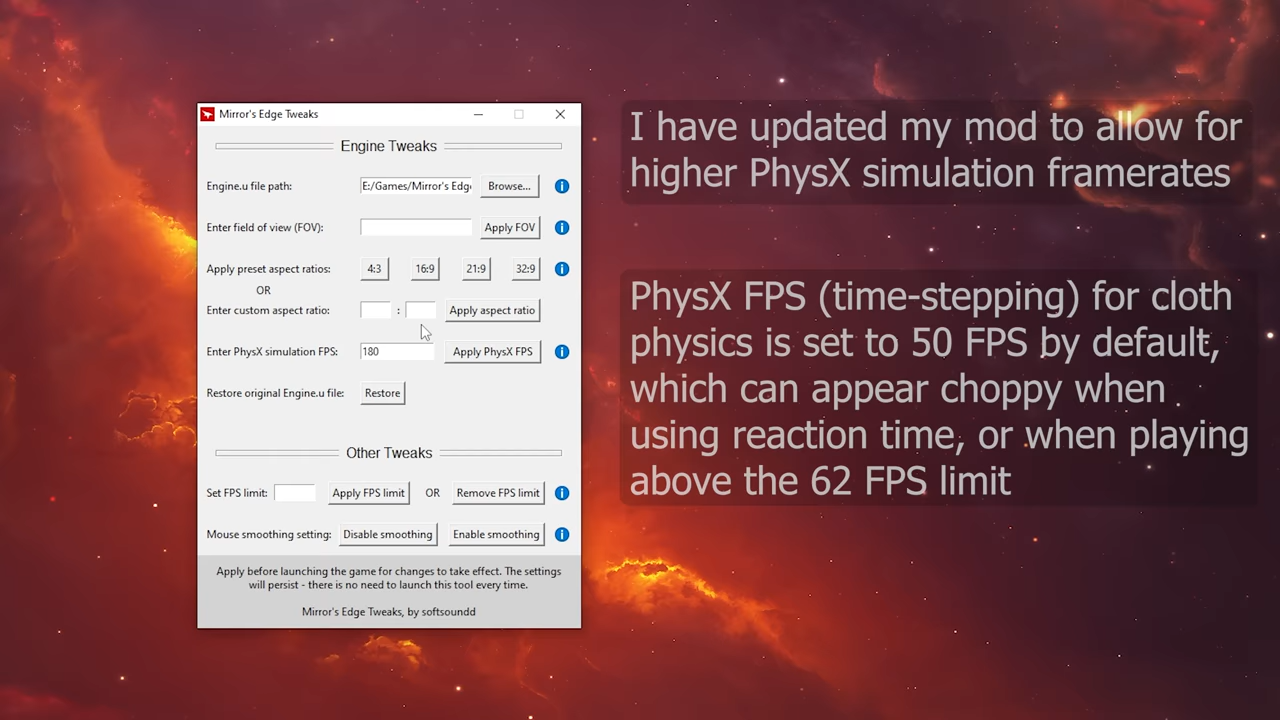 Mirror's Edge Tweaks
Engine Tweaks
Engine.u file path: E:/Games/Mirror's Edge Browse...
Enter field of view (FOV): Apply FOV
Apply preset aspect ratios: 4:3 16:9 21:9 32:9
OR
Enter custom aspect ratio: : Apply aspect ratio
Enter PhysX simulation FPS: 180 Apply PhysX FPS
Restore original Engine.u file: Restore
Other Tweaks
Set FPS limit: Apply FPS limit OR Remove FPS limit
Mouse smoothing setting: Disable smoothing Enable smoothing
Apply before launching the game for changes to take effect. The settings
will persist - there is no need to launch this tool every time.
Mirror's Edge Tweaks, by softsoundd
I have updated my mod to allow for
higher PhysX simulation framerates
PhysX FPS (time-stepping) for cloth
physics is set to 50 FPS by default,
which can appear choppy when
using reaction time, or when playing
above the 62 FPS limit